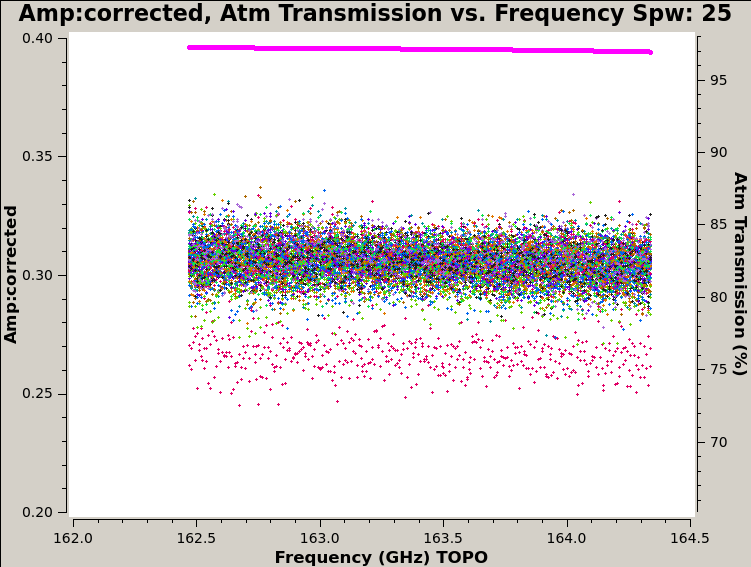 Amp:corrected, Atm Transmission vs. Frequency Spw: 25
0.40
0.35
0.30
0.25
0.20
Amp:corrected
95
90
85
80
75
70
Atm Transmission (%)
162.0 162.5 163.0 163.5 164.0 164.5
Frequency (GHz) TOPO